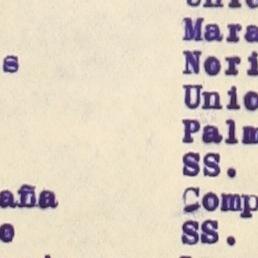 Mara
s Nori
Unio
Palm
SS.
aña Comp
o SS.